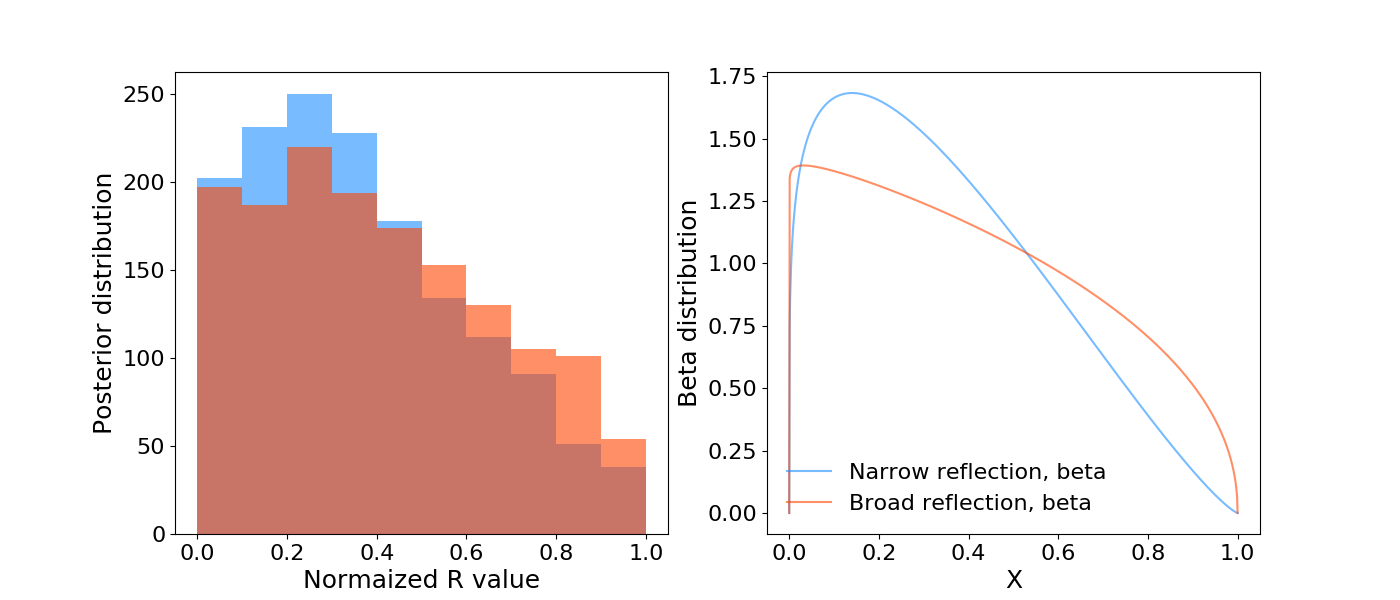 Posterior distribution
250
200
150
100
50
0
0.0 0.2 0.4 0.6 0.8 1.0
Normaized R value
Beta distribution
1.75
1.50
1.25
1.00
0.75
0.50
0.25
0.00
Narrow reflection, beta
Broad reflection, beta
0.0 0.2 0.4 0.6 0.8 1.0
X